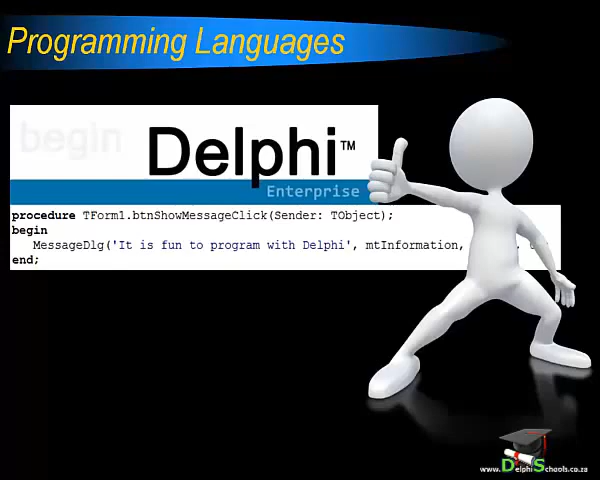 Programming Languages
begin
Delphi™
Enterprise
procedure TForm1.btnShowMessageClick(Sender: TObject);
begin
MessageDlg('It is fun to program with Delphi', mtInformation,
end;
www.DelphiSchools.co.za